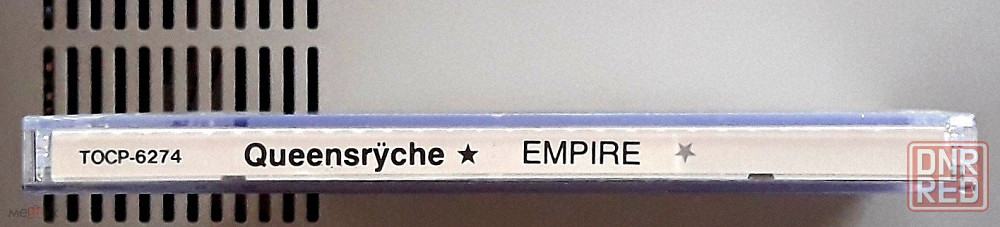 TOCP-6274 Queensrÿche ★ EMPIRE ★
DNR
RED